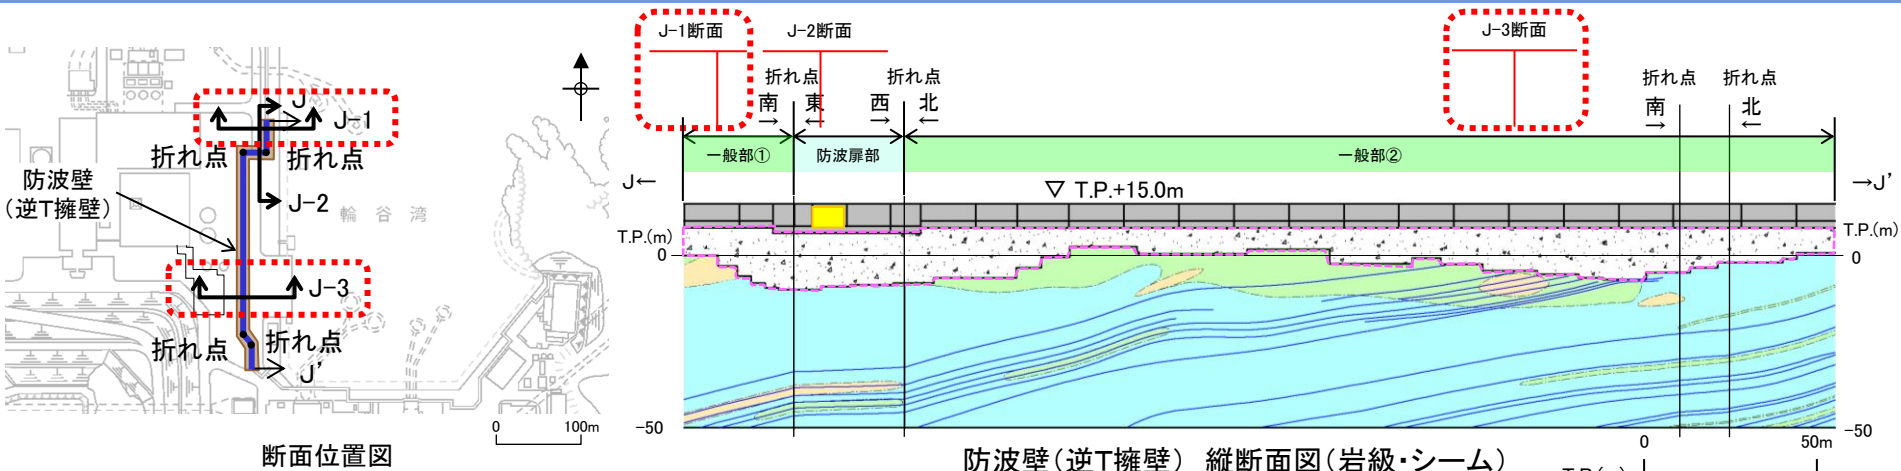 J
J-1
折れ点
折れ点
防波壁
(逆T擁壁)
J-2
輪谷湾
J-3
折れ点
折れ点
J'
0
100m
断面位置図
J-1断面
J-2断面
J-3断面
折れ点
折れ点
折れ点
折れ点
南
→
東
←
西
→
北
←
南
→
北
←
一般部①
防波扉部
一般部②
J←
→J'
▽ T.P.+15.0m
T.P.(m)
T.P.(m)
0
0
-50
-50
0
50m
防波壁(逆T擁壁) 縦断面図(岩級・シーム)